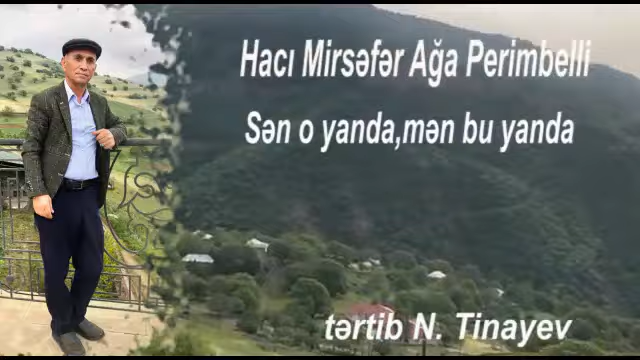 Hacı Mirsəfər Ağa Perimbelli
Sən o yanda,mən bu yanda
tərtib N. Tinayev